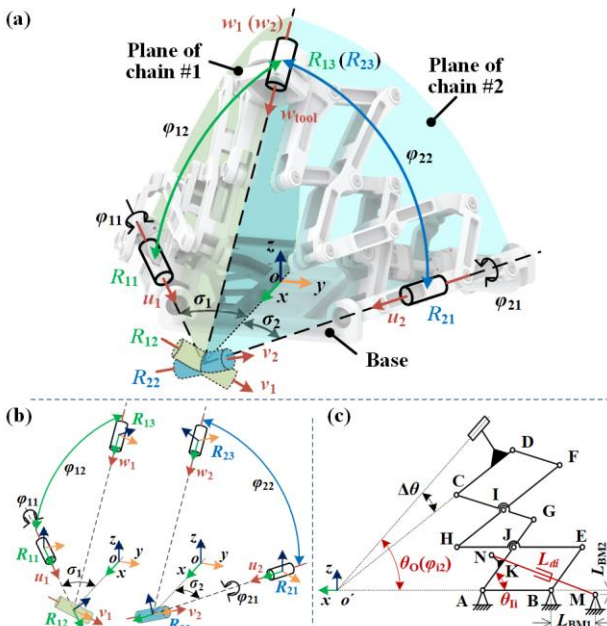 (a)
w1 (w2)
R13 (R23)
Plane of
chain #1
Plane of
chain #2
wtool
φ12
φ22
φ11
R11
u1
σ1
z
o
x
y
σ2
u2
R21
φ21
R12
R22
v2
v1
Base
(b)
R13
R23
w1
w2
φ12
φ22
φ11
R11
u1
σ1
z
o
x
y
z
o
x
y
σ2
u2
R21
φ21
R12
v1
v2
(c)
D
F
C
Δθ
I
G
H
J
E
N
K
Ldi
θO(φi2)
θ1i
z
x
o'
A
B
M
LBM1
LBM2